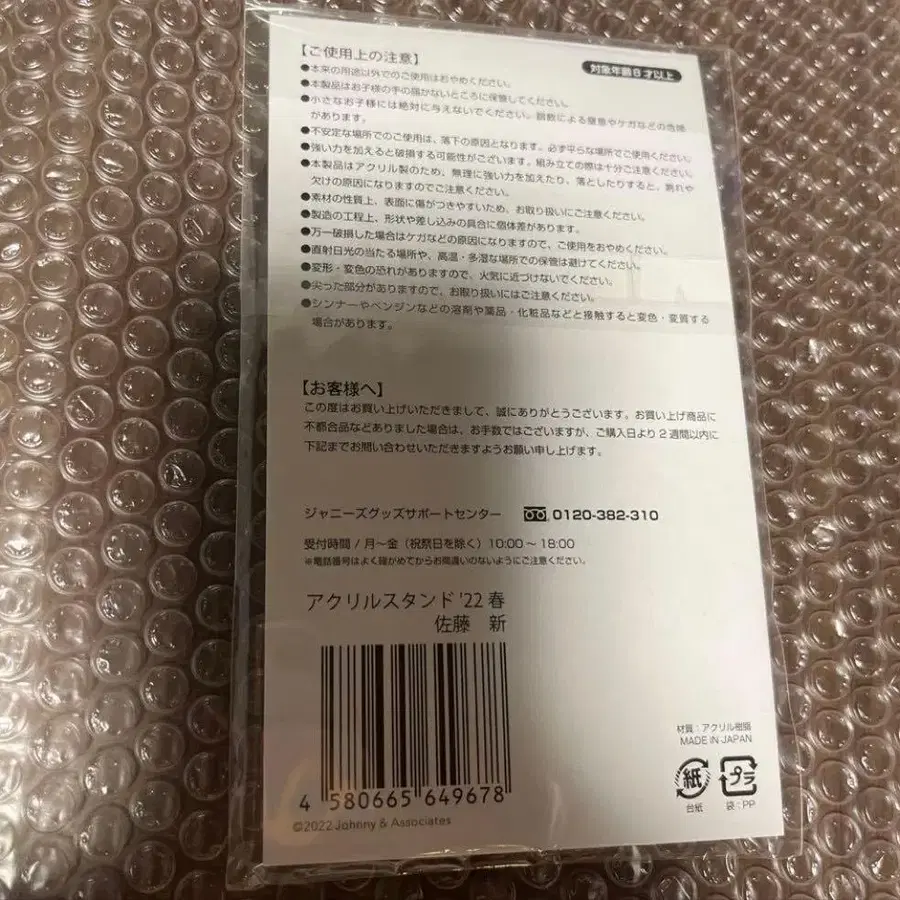 【ご使用上の注意】
対象年齢8才以上
●本来の用途以外でのご使用はおやめください。
●本製品はお子様の手の届かないところに保管してください。
●小さなお子様には絶対に与えないでください。誤飲による窒息やケガなどの危険
があります。
●不安定な場所でのご使用は、落下の原因となります。必ず平らな場所でご使用ください。
●強い力を加えると破損する可能性がございます。組み立ての際は十分ご注意ください。
●本製品はアクリル製のため、無理に強い力を加えたり、落としたりすると、割れや
欠けの原因になりますのでご注意ください。
●素材の性質上、表面に傷がつきやすいため、お取り扱いにご注意ください。
●製造の工程上、形状や差し込みの具合に個体差があります。
●万一破損した場合はケガなどの原因になりますので、ご使用をおやめください。
●直射日光の当たる場所や、高温・多湿な場所での保管は避けてください。
●変形・変色の恐れがありますので、火気に近づけないでください。
●尖った部分がありますので、お取り扱いにはご注意ください。
●シンナーやベンジンなどの溶剤や薬品・化粧品などと接触すると変色・変質する
場合があります。
【お客様へ】
この度はお買い上げいただきまして、誠にありがとうございます。お買い上げ商品に
不都合品などありました場合は、お手数ではございますが、ご購入日より2週間以内に
下記までお問い合わせいただきますようお願い申し上げます。
ジャニーズグッズサポートセンター 0120-382-310
受付時間/月~金(祝祭日を除く)10:00~18:00
※電話番号はよく確かめてからお間違いのないようにご注意ください。
アクリルスタンド'22 春
佐藤 新
4 580665 649678
©2022 Johnny & Associates
材質:アクリル樹脂
MADE IN JAPAN
紙 プラ
台紙 袋:PP